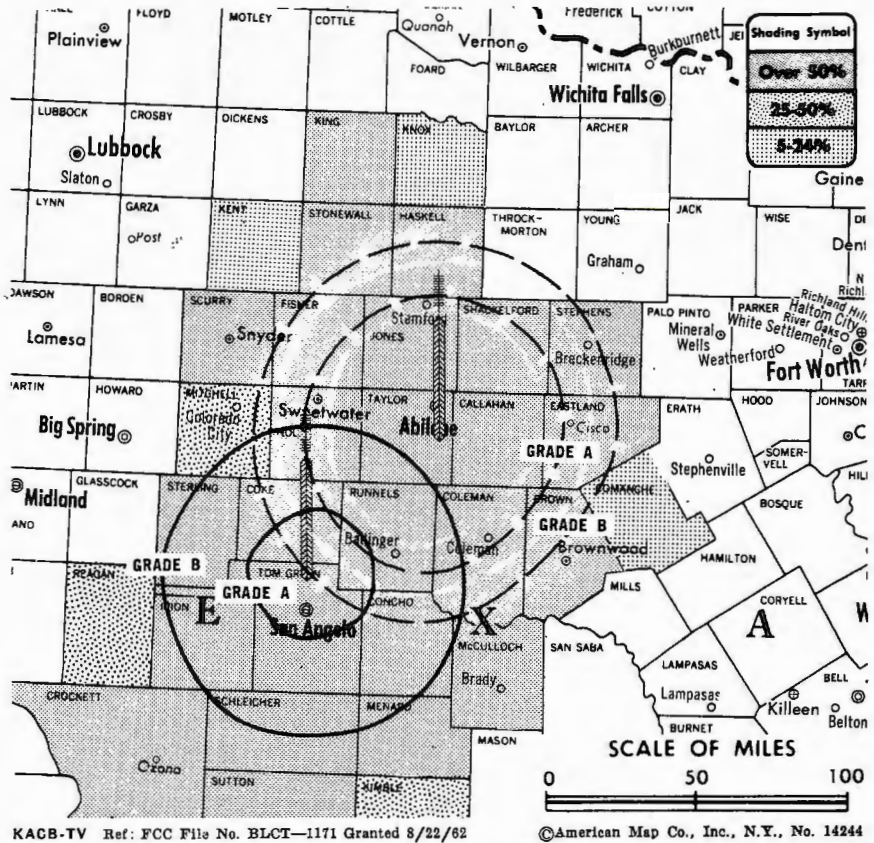 FLOYD
MOTLEY
COTTLE
Quanah
Frederick
COTTON
Plainview
Vernon
Burkburnett
Shading Symbol
FOARD
WILBARGER
WICHITA
CLAY
Over 50%
Wichita Falls
25-50%
5-24%
LUBBOCK
CROSBY
DICKENS
KING
KNOX
BAYLOR
ARCHER
Lubbock
Slaton
Gaine
LYNN
GARZA
KENT
STONEWALL
HASKELL
THROCK-
MORTON
YOUNG
JACK
WISE
Post
Graham
Dent
DAWSON
BORDEN
SCURRY
FISHER
Stamford
SHACKELFORD
STEPHENS
PALO PINTO
PARKER
Richland Hills
Haltom City
River Oaks
White Settlement
Lamesa
Snyder
JONES
Breckenridge
Mineral
Wells
Weatherford
Fort Worth
TARR
MARTIN
HOWARD
MITCHELL
Colorado
City
Sweetwater
TAYLOR
CALLAHAN
EASTLAND
ERATH
HOOD
JOHNSON
Big Spring
Abilene
Cisco
GRADE A
Stephenville
SOMER-
VELL
Midland
GLASSCOCK
STERLING
COKE
RUNNELS
COLEMAN
BROWN
COMANCHE
BOSQUE
HILL
GRADE B
Ballinger
Coleman
Brownwood
HAMILTON
GRADE B
REAGAN
IRION
TOM GREEN
GRADE A
CONCHO
MILLS
CORYELL
E
San Angelo
X
A
W
McCULLOCH
SAN SABA
LAMPASAS
BELL
CROCKETT
SCHLEICHER
MENARD
Brady
Lampasas
Killeen
Belton
BURNET
MASON
SCALE OF MILES
Ozona
SUTTON
KIMBLE
0 50 100
KACB-TV Ref: FCC File No. BLCT—1171 Granted 8/22/62
©American Map Co., Inc., N.Y., No. 14244